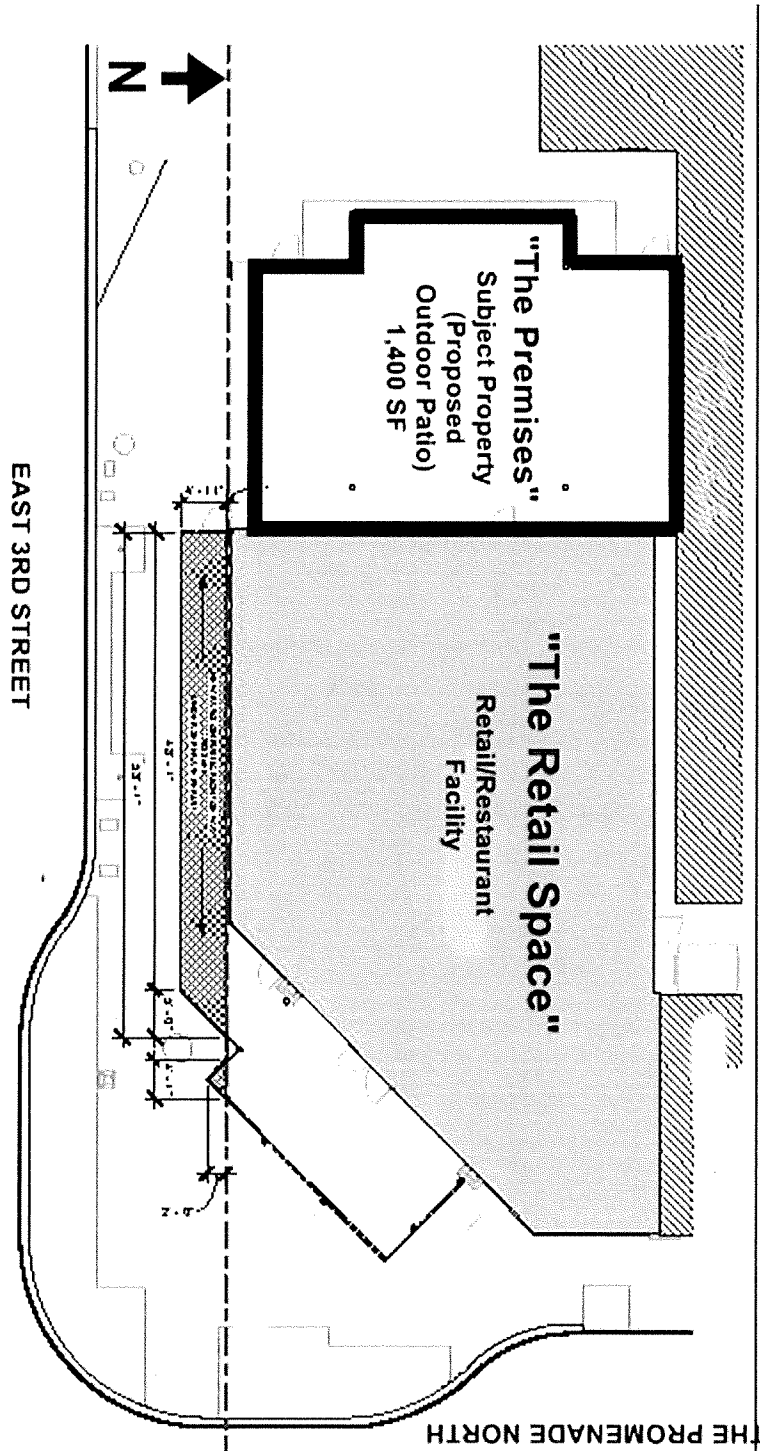 N
"The Premises"
Subject Property
(Proposed
Outdoor Patio)
1,400 SF
"The Retail Space"
Retail/Restaurant
Facility
EAST 3RD STREET
THE PROMENADE NORTH